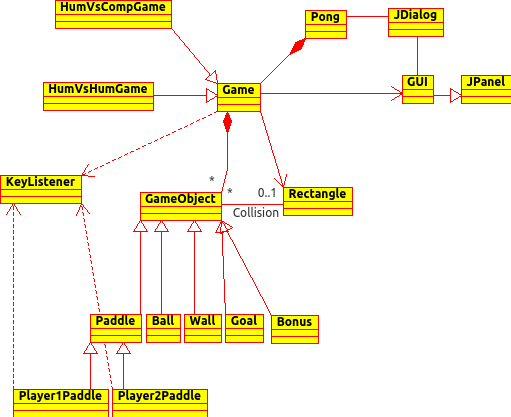 HumVsCompGame
Pong
JDialog
HumVsHumGame
Game
GUI
JPanel
KeyListener
*
*
0..1
GameObject
Collision
Rectangle
Paddle
Ball
Wall
Goal
Bonus
Player1Paddle
Player2Paddle